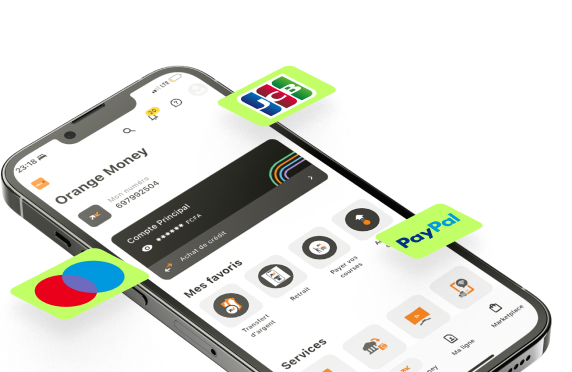 23:18
LTE
20
Orange Money
Mon numéro
697992504
JCB
Compte Principal
****** FCFA
Achat de crédit
PayPal
Mes favoris
Transfert
d'argent
Retrait
Payer vos
courses
Services
Ma ligne
Marketplace